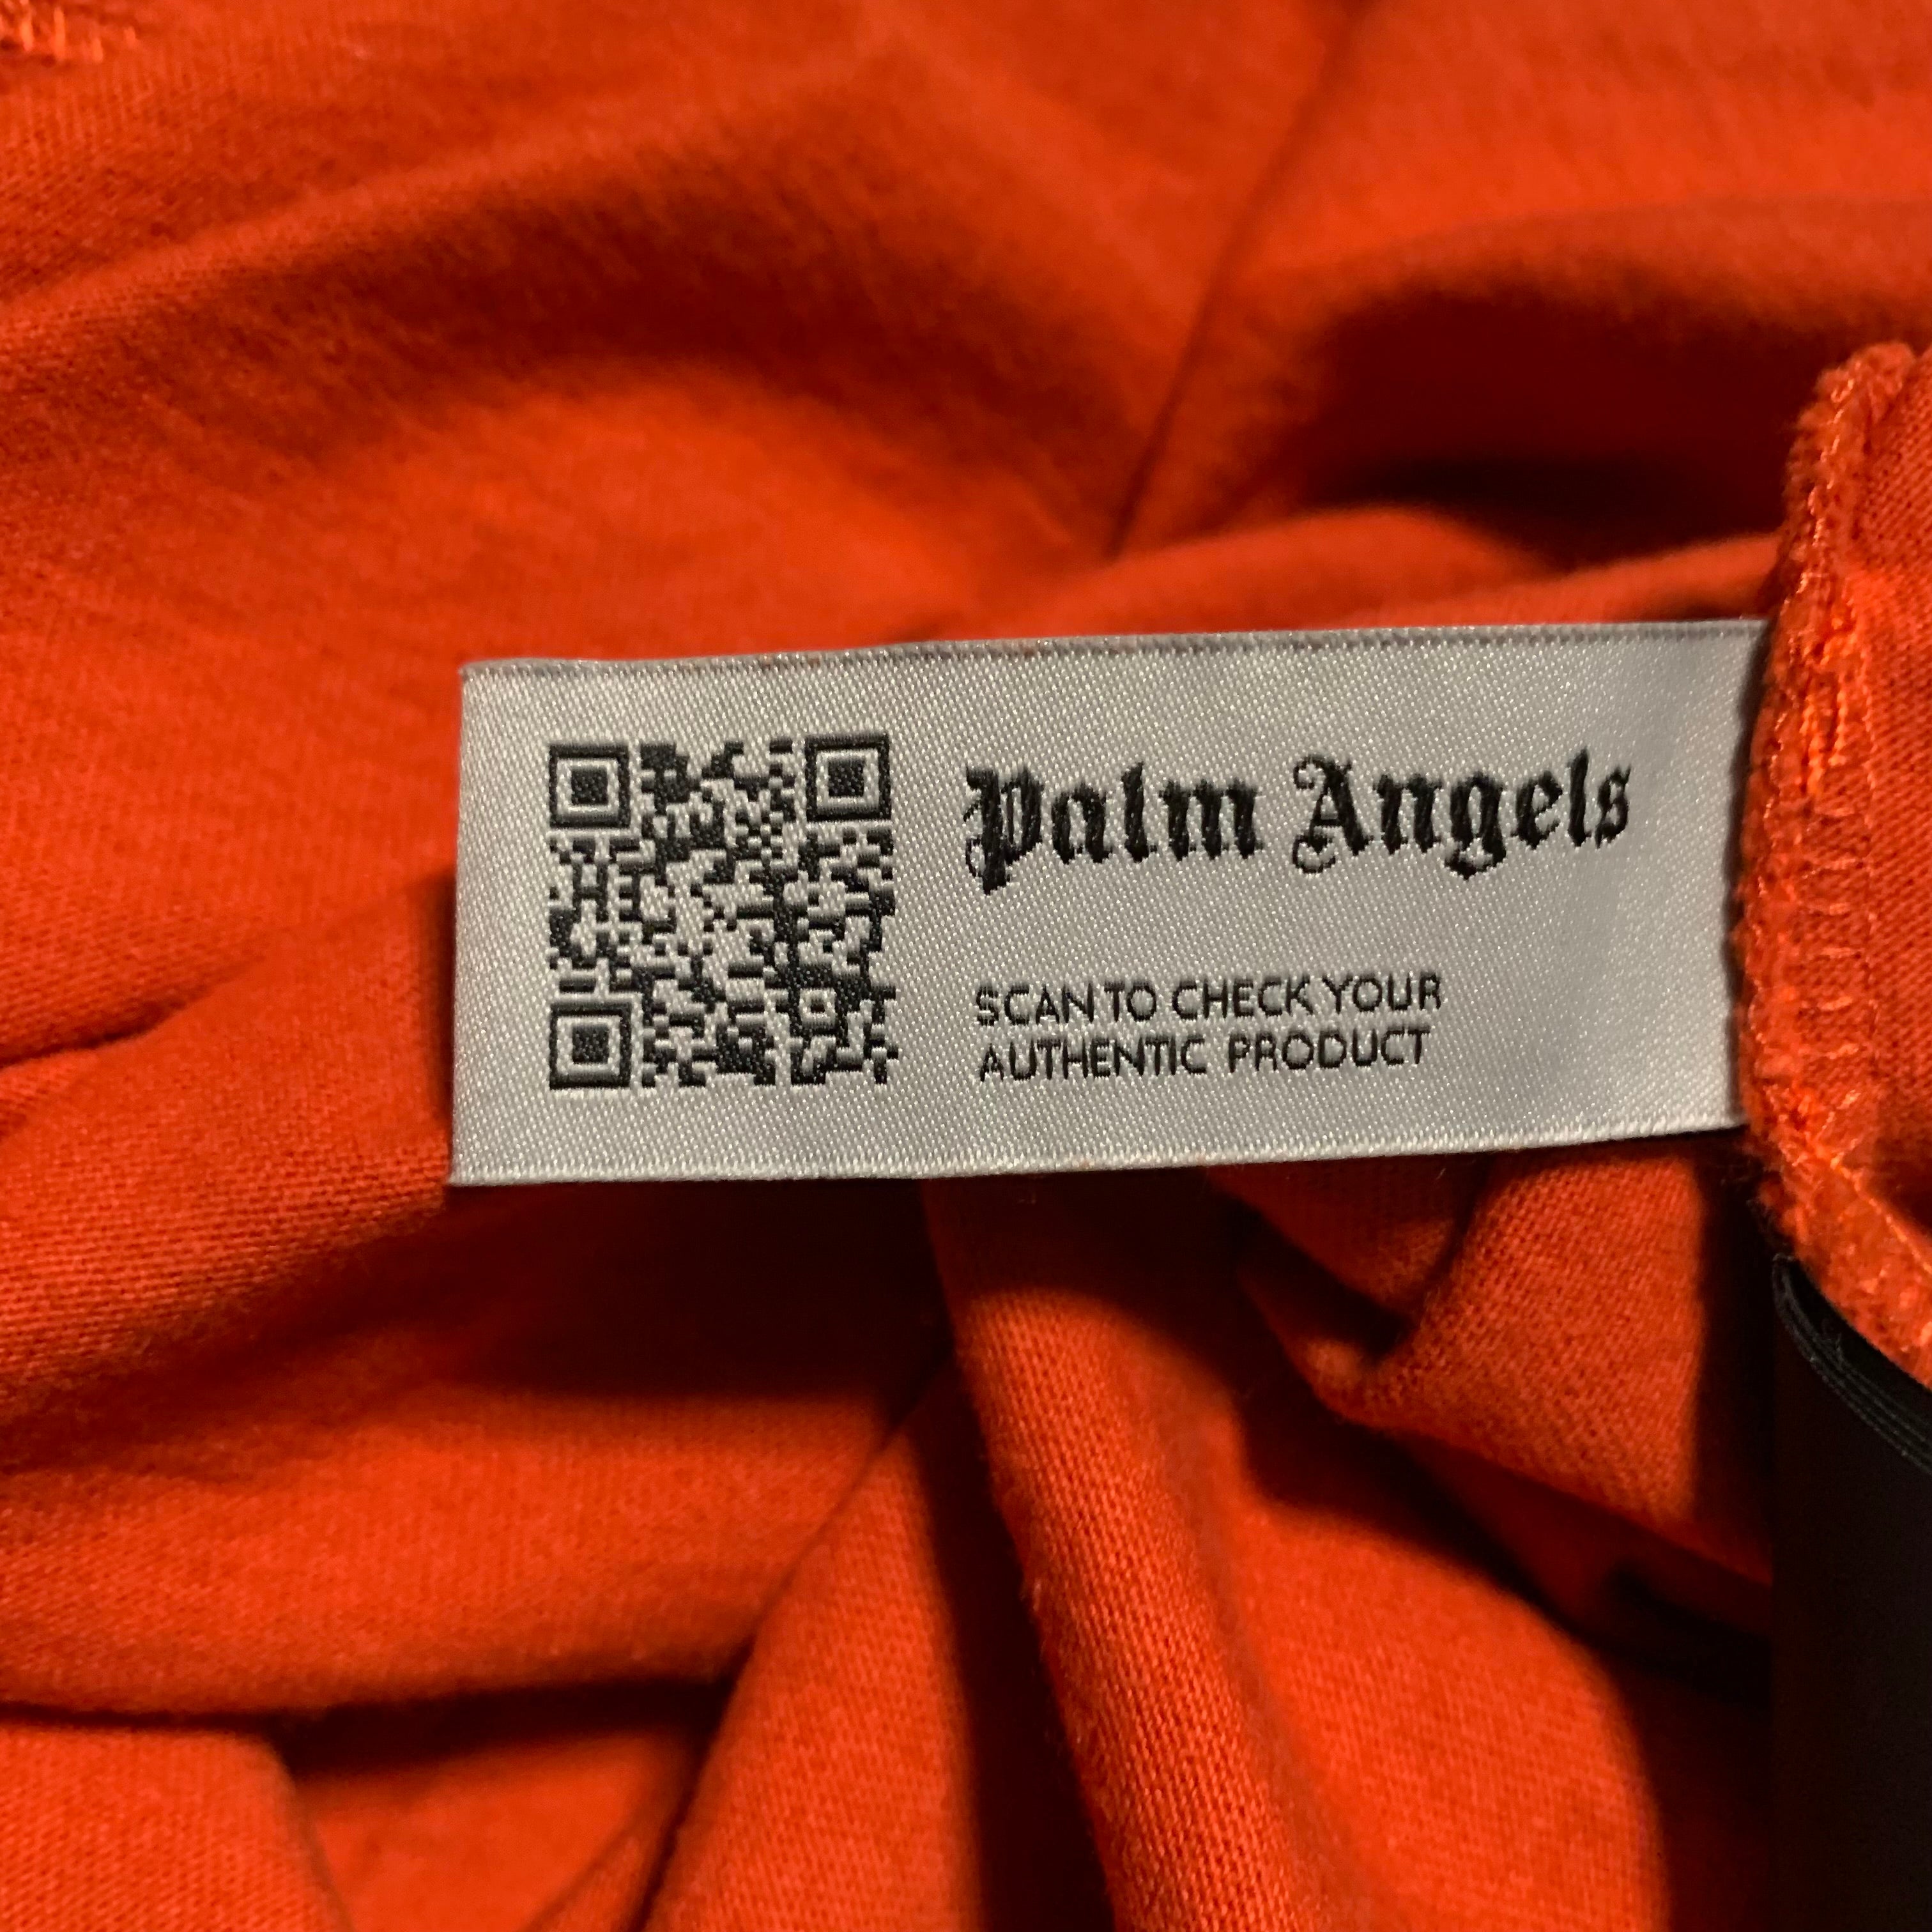 Palm Angels
SCAN TO CHECK YOUR
AUTHENTIC PRODUCT